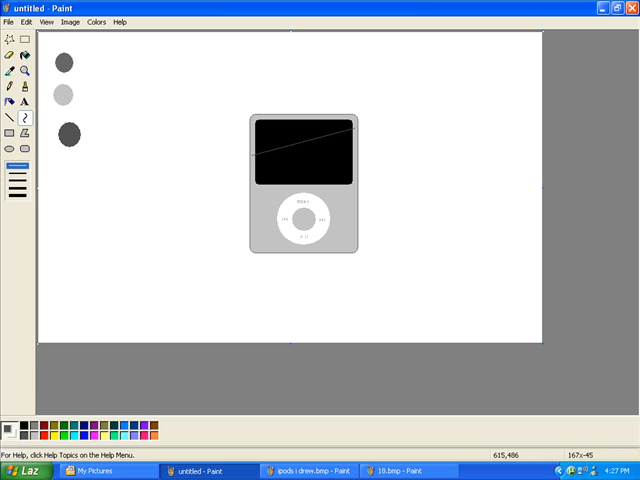 untitled - Paint
File Edit View Image Colors Help
A
MENU
For Help, click Help Topics on the Help Menu.
615,486
167x-45
Laz
My Pictures
untitled - Paint
ipods i drew.bmp - Paint
18.bmp - Paint
4:27 PM